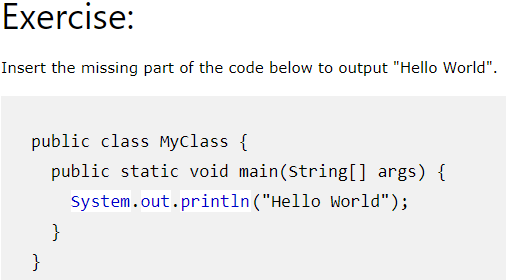 Exercise:
Insert the missing part of the code below to output "Hello World".
public class MyClass {
public static void main(String[] args) {
System.out.println("Hello World");
}
}